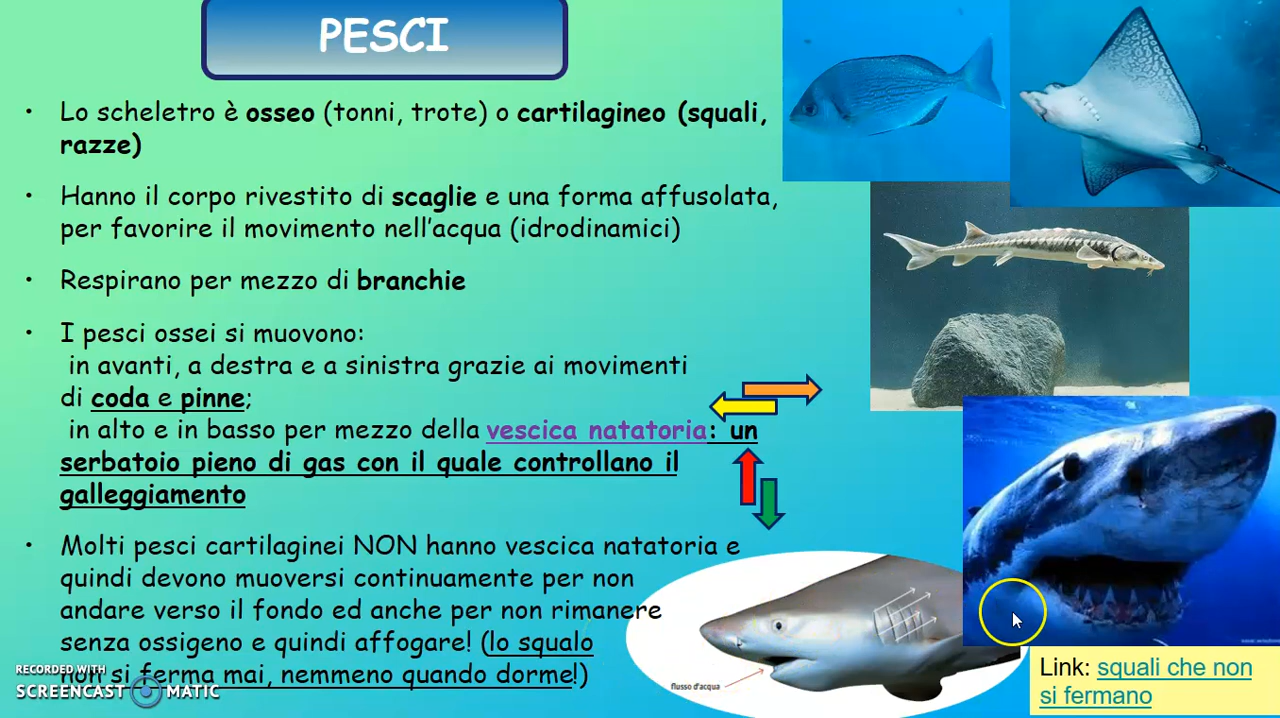 PESCI
• Lo scheletro è osseo (tonni, trote) o cartilagineo (squali,
razze)
• Hanno il corpo rivestito di scaglie e una forma affusolata,
per favorire il movimento nell'acqua (idrodinamici)
• Respirano per mezzo di branchie
• I pesci ossei si muovono:
in avanti, a destra e a sinistra grazie ai movimenti
di coda e pinne;
in alto e in basso per mezzo della vescica natatoria: un
serbatoio pieno di gas con il quale controllano il
galleggiamento
• Molti pesci cartilaginei NON hanno vescica natatoria e
quindi devono muoversi continuamente per non
andare verso il fondo ed anche per non rimanere
senza ossigeno e quindi affogare! (lo squalo
non si ferma mai, nemmeno quando dorme!)
flusso d'acqua
Link: squali che non
si fermano
RECORDED WITH
SCREENCAST MATIC